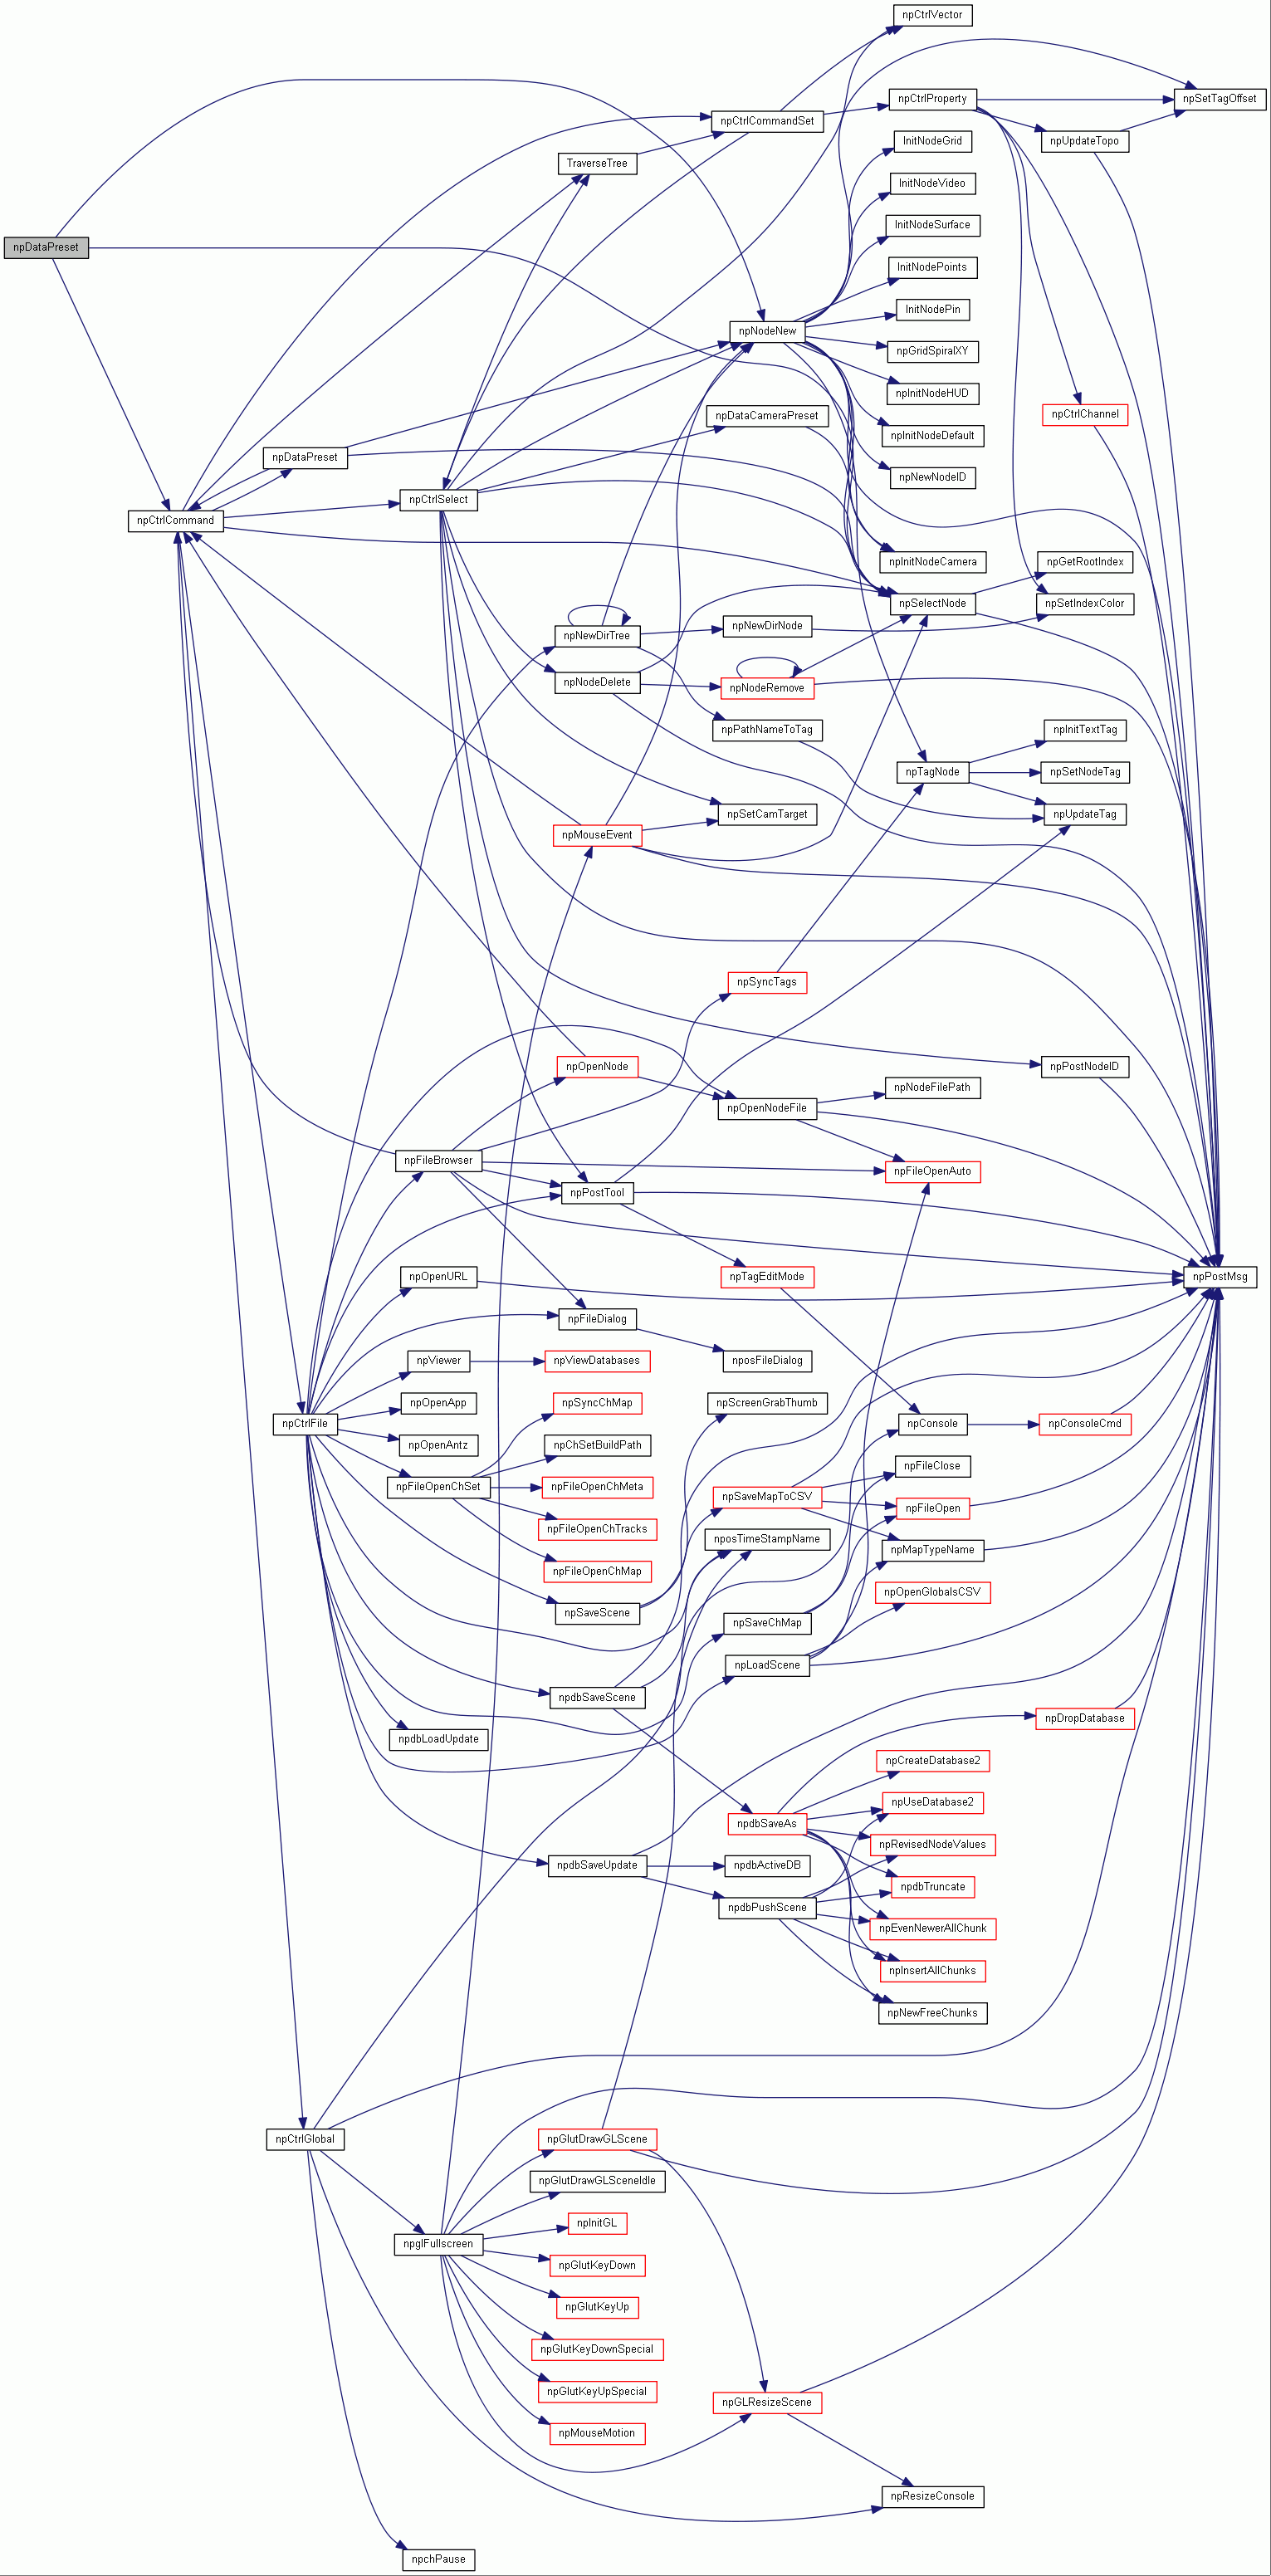 npCtrlVector
npCtrlProperty
npSetTagOffset
npCtrlCommandSet
InitNodeGrid
npUpdateTopo
TraverseTree
InitNodeVideo
InitNodeSurface
npDataPreset
InitNodePoints
InitNodePin
npNodeNew
npGridSpiralXY
npInitNodeHUD
npDataCameraPreset
npCtrlChannel
npInitNodeDefault
npDataPreset
npNewNodeID
npCtrlSelect
npCtrlCommand
npInitNodeCamera
npGetRootIndex
npSelectNode
npSetIndexColor
npNewDirNode
npNewDirTree
npNodeDelete
npNodeRemove
npPathNameToTag
npInitTextTag
npTagNode
npSetNodeTag
npSetCamTarget
npUpdateTag
npMouseEvent
npSyncTags
npOpenNode
npPostNodeID
npNodeFilePath
npOpenNodeFile
npFileBrowser
npFileOpenAuto
npPostTool
npOpenURL
npTagEditMode
npPostMsg
npFileDialog
npViewer
npViewDatabases
nposFileDialog
npOpenApp
npSyncChMap
npScreenGrabThumb
npCtrlFile
npConsole
npConsoleCmd
npOpenAntz
npChSetBuildPath
npFileClose
npFileOpenChSet
npFileOpenChMeta
npSaveMapToCSV
npFileOpen
npFileOpenChTracks
nposTimeStampName
npMapTypeName
npFileOpenChMap
npOpenGlobalsCSV
npSaveScene
npSaveChMap
npLoadScene
npdbSaveScene
npDropDatabase
npdbLoadUpdate
npCreateDatabase2
npUseDatabase2
npdbSaveAs
npRevisedNodeValues
npdbSaveUpdate
npdbActiveDB
npdbTruncate
npdbPushScene
npEvenNewerAllChunk
npInsertAllChunks
npNewFreeChunks
npCtrlGlobal
npGlutDrawGLScene
npGlutDrawGLSceneIdle
npInitGL
npglFullscreen
npGlutKeyDown
npGlutKeyUp
npGlutKeyDownSpecial
npGlutKeyUpSpecial
npGLResizeScene
npMouseMotion
npResizeConsole
npchPause